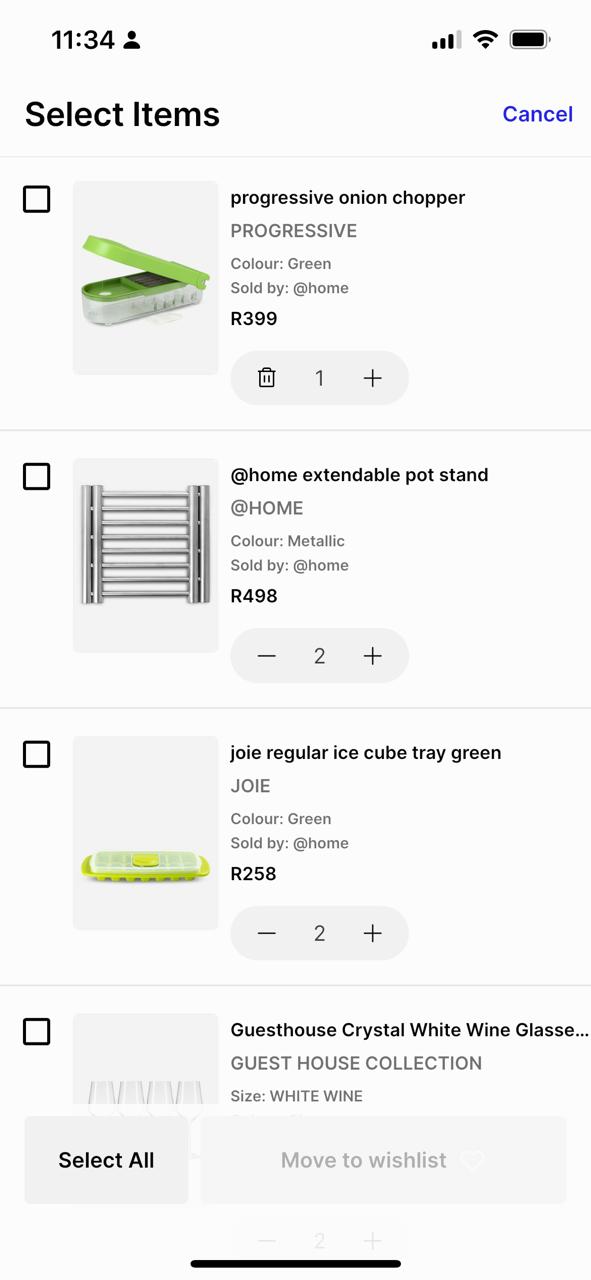 11:34
Select Items
Cancel
progressive onion chopper
PROGRESSIVE
Colour: Green
Sold by: @home
R399
1
@home extendable pot stand
@HOME
Colour: Metallic
Sold by: @home
R498
2
joie regular ice cube tray green
JOIE
Colour: Green
Sold by: @home
R258
2
Guesthouse Crystal White Wine Glasse...
GUEST HOUSE COLLECTION
Size: WHITE WINE
Select All
Move to wishlist
2